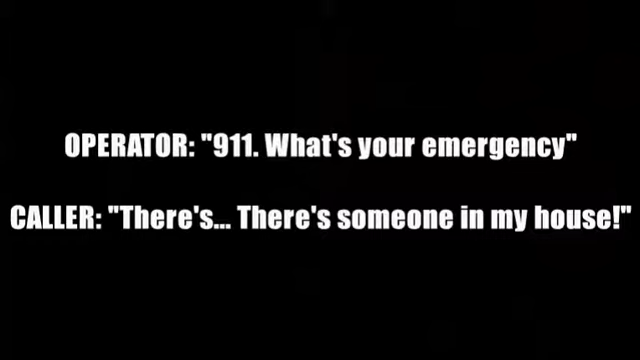 OPERATOR: "911. What's your emergency"
CALLER: "There's... There's someone in my house!"